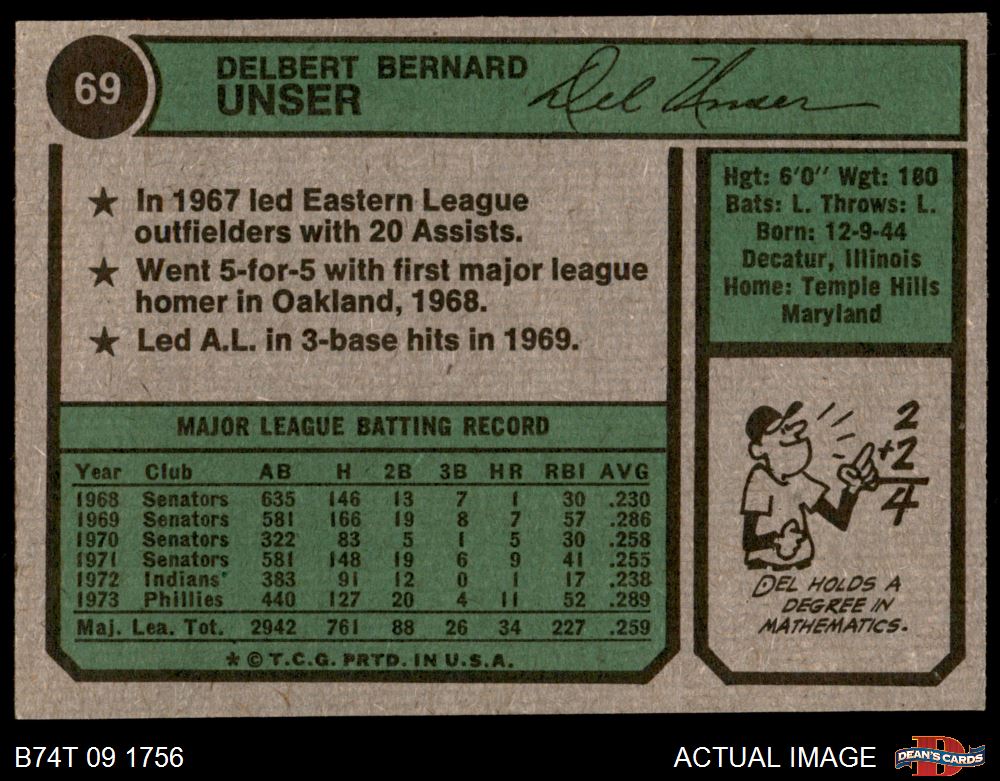 69
DELBERT BERNARD
UNSER
Del Unser
★ In 1967 led Eastern League
outfielders with 20 Assists.
★ Went 5-for-5 with first major league
homer in Oakland, 1968.
★ Led A.L. in 3-base hits in 1969.
Hgt: 6'0" Wgt: 180
Bats: L. Throws: L.
Born: 12-9-44
Decatur, Illinois
Home: Temple Hills
Maryland
MAJOR LEAGUE BATTING RECORD
Year Club AB H 2B 3B HR RBI AVG
1968 Senators 635 146 13 7 1 30 .230
1969 Senators 581 166 19 8 7 57 .286
1970 Senators 322 83 5 1 5 30 .258
1971 Senators 581 148 19 6 9 41 .255
1972 Indians 383 91 12 0 1 17 .238
1973 Phillies 440 127 20 4 11 52 .289
Maj. Lea. Tot. 2942 761 88 26 34 227 .259
* © T.C.G. PRTD. IN U.S.A.
2
+2
4
DEL HOLDS A
DEGREE IN
MATHEMATICS.
B74T 09 1756
ACTUAL IMAGE
DEAN'S CARDS